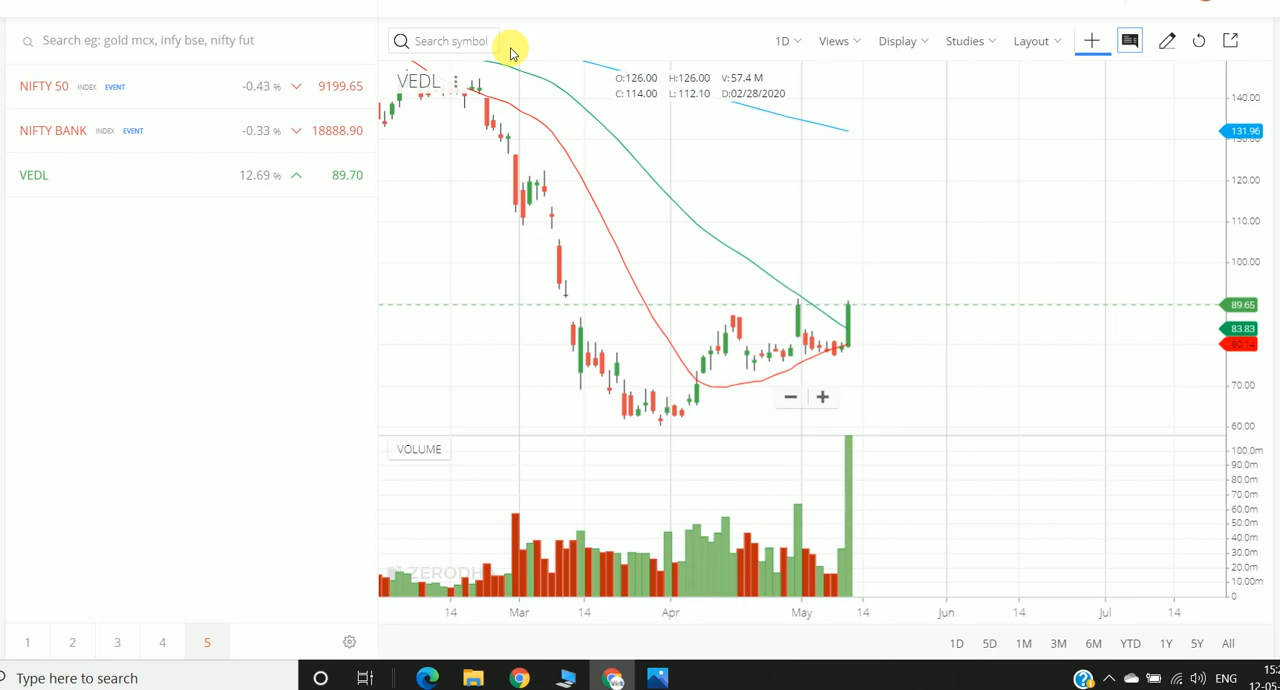 Search eg: gold mcx, infy bse, nifty fut
NIFTY 50 INDEX EVENT -0.43 % 9199.65
NIFTY BANK INDEX EVENT -0.33 % 18888.90
VEDL 12.69 % 89.70
1 2 3 4 5
Search symbol 1D Views Display Studies Layout
VEDL
O:126.00 H:126.00 V:57.4 M
C:114.00 L:112.10 D:02/28/2020
140.00
131.96
130.00
120.00
110.00
100.00
89.65
83.83
80.14
70.00
60.00
VOLUME
100.0m
90.0m
80.0m
70.0m
60.0m
50.0m
40.0m
30.0m
20.0m
10.00m
0
ZERODH
14 Mar 14 Apr May 14 Jun 14 Jul 14
1D 5D 1M 3M 6M YTD 1Y 5Y All
Type here to search
ENG